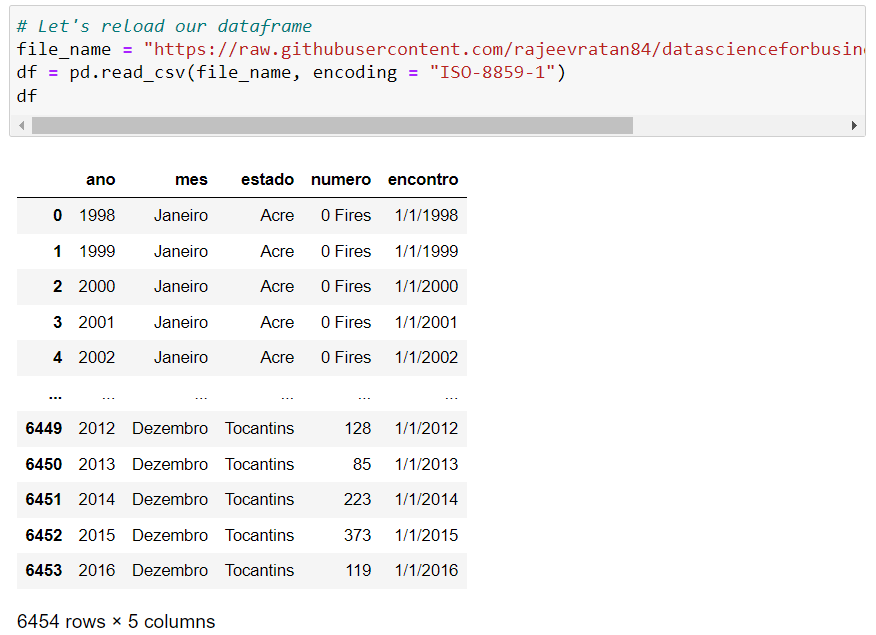 # Let's reload our dataframe
file_name = "https://raw.githubusercontent.com/rajeevratan84/datascienceforbusin
df = pd.read_csv(file_name, encoding = "ISO-8859-1")
df
ano mes estado numero encontro
0 1998 Janeiro Acre 0 Fires 1/1/1998
1 1999 Janeiro Acre 0 Fires 1/1/1999
2 2000 Janeiro Acre 0 Fires 1/1/2000
3 2001 Janeiro Acre 0 Fires 1/1/2001
4 2002 Janeiro Acre 0 Fires 1/1/2002
... ... ... ... ... ...
6449 2012 Dezembro Tocantins 128 1/1/2012
6450 2013 Dezembro Tocantins 85 1/1/2013
6451 2014 Dezembro Tocantins 223 1/1/2014
6452 2015 Dezembro Tocantins 373 1/1/2015
6453 2016 Dezembro Tocantins 119 1/1/2016
6454 rows × 5 columns